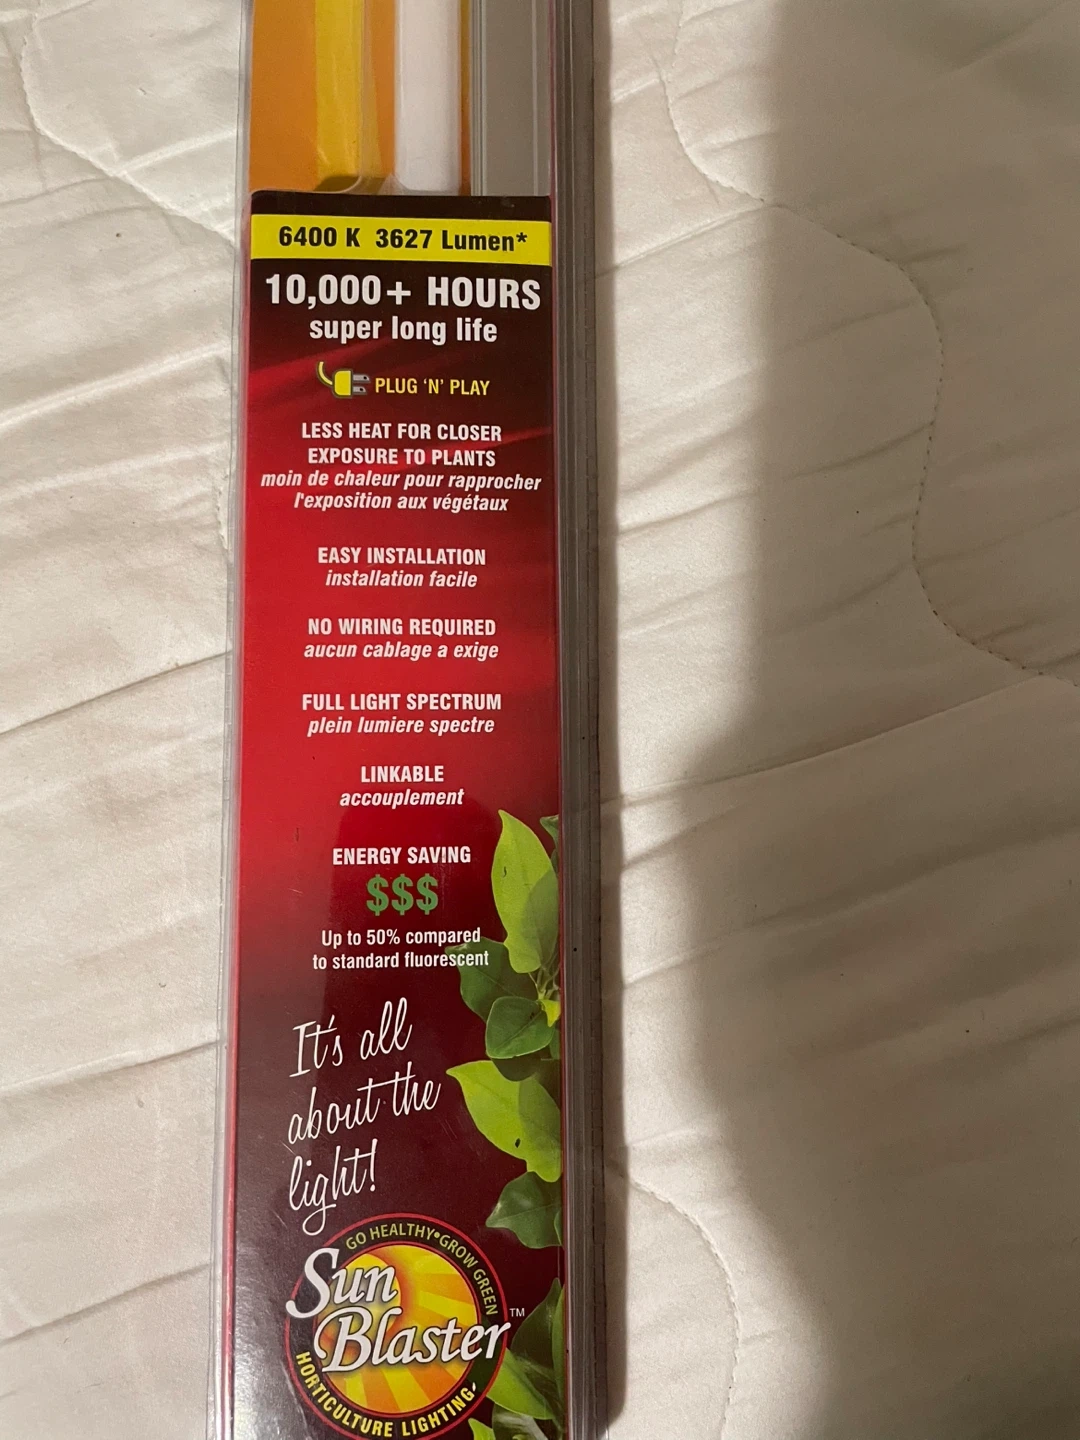 6400 K 3627 Lumen*
10,000+ HOURS
super long life
PLUG ‘N’ PLAY
LESS HEAT FOR CLOSER
EXPOSURE TO PLANTS
moin de chaleur pour rapprocher
l'exposition aux végétaux
EASY INSTALLATION
installation facile
NO WIRING REQUIRED
aucun cablage a exige
FULL LIGHT SPECTRUM
plein lumiere spectre
LINKABLE
accouplement
ENERGY SAVING
$$$
Up to 50% compared
to standard fluorescent
It's all
about the
light!
GO HEALTHY•GROW GREEN
Sun
Blaster™
HORTICULTURE LIGHTING